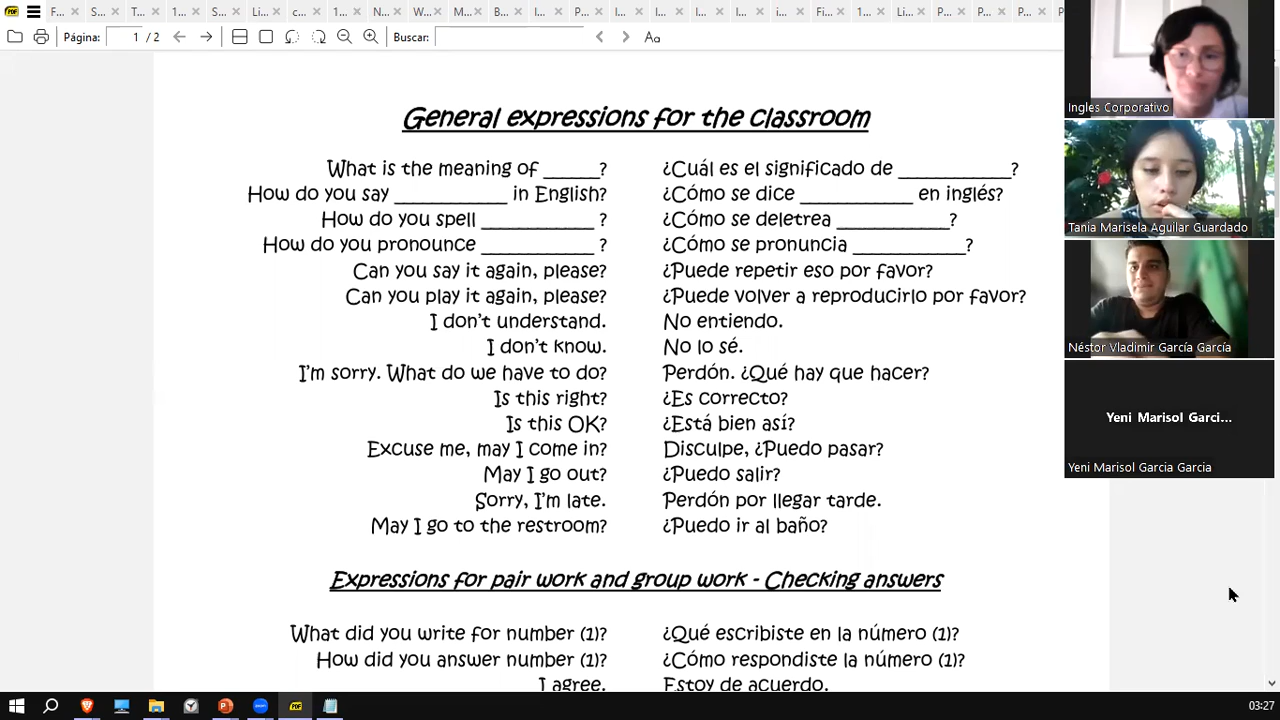 F... S... T... 1... 1... S... S... Li... c... 1... N... W... M... B... I... P... I... I... I... I... i... Fi... 1... Li... P... P... P... P
Página: 1 / 2 Buscar: Aa
General expressions for the classroom
What is the meaning of ______? ¿Cuál es el significado de ____________?
How do you say ____________ in English? ¿Cómo se dice ____________ en inglés?
How do you spell ____________ ? ¿Cómo se deletrea ____________?
How do you pronounce ____________ ? ¿Cómo se pronuncia ____________?
Can you say it again, please? ¿Puede repetir eso por favor?
Can you play it again, please? ¿Puede volver a reproducirlo por favor?
I don't understand. No entiendo.
I don't know. No lo sé.
I'm sorry. What do we have to do? Perdón. ¿Qué hay que hacer?
Is this right? ¿Es correcto?
Is this OK? ¿Está bien así?
Excuse me, may I come in? Disculpe, ¿Puedo pasar?
May I go out? ¿Puedo salir?
Sorry, I'm late. Perdón por llegar tarde.
May I go to the restroom? ¿Puedo ir al baño?
Expressions for pair work and group work - Checking answers
What did you write for number (1)? ¿Qué escribiste en la número (1)?
How did you answer number (1)? ¿Cómo respondiste la número (1)?
I agree. Estoy de acuerdo.
Ingles Corporativo
Tania Marisela Aguilar Guardado
Néstor Vladimir García García
Yeni Marisol Garci...
Yeni Marisol Garcia Garcia
03:27